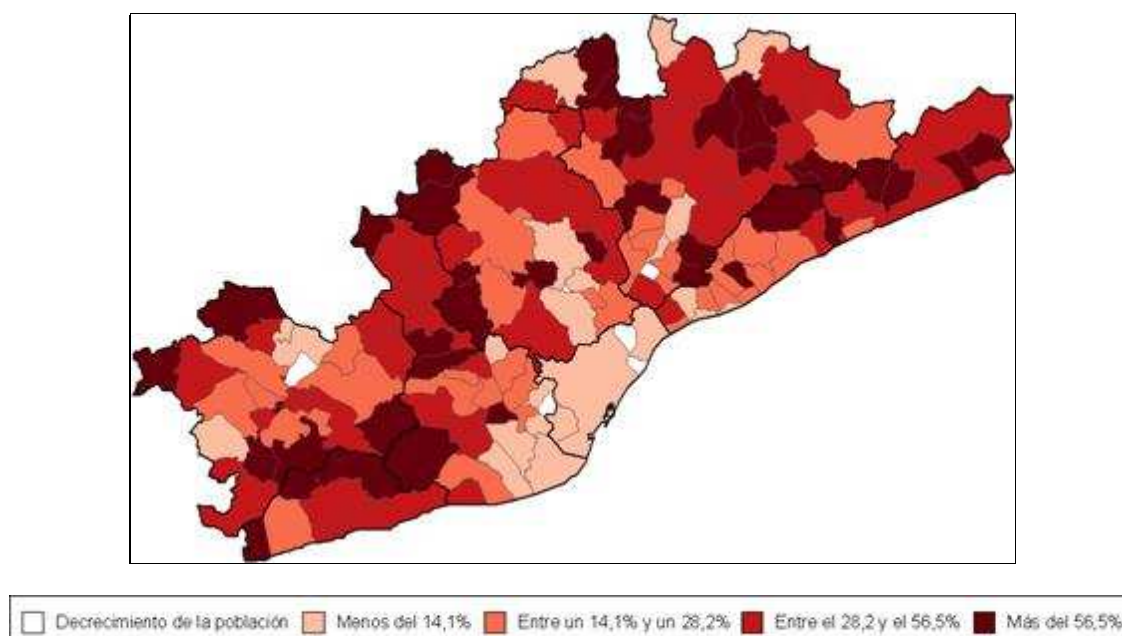 Decrecimiento de la población Menos del 14,1% Entre un 14,1% y un 28,2% Entre el 28,2 y el 56,5% Más del 56,5%